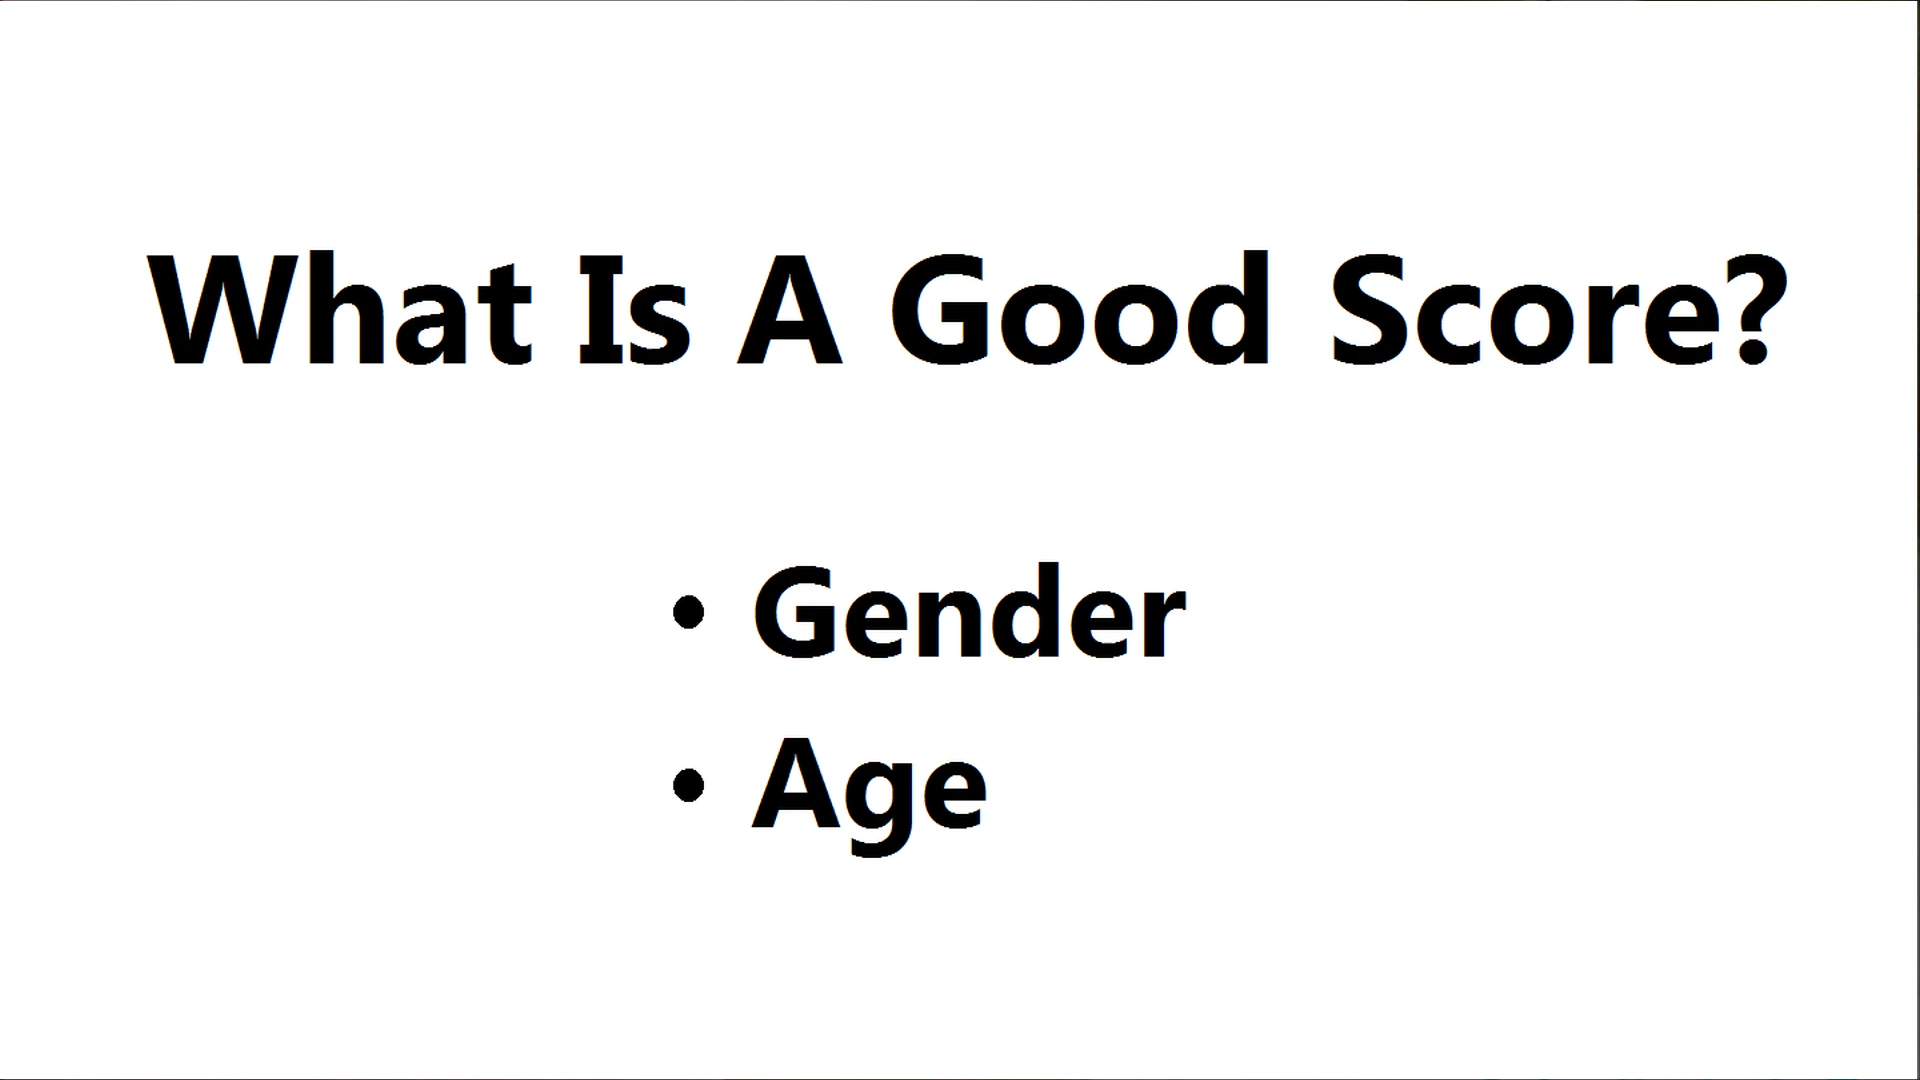 What Is A Good Score?
• Gender
• Age